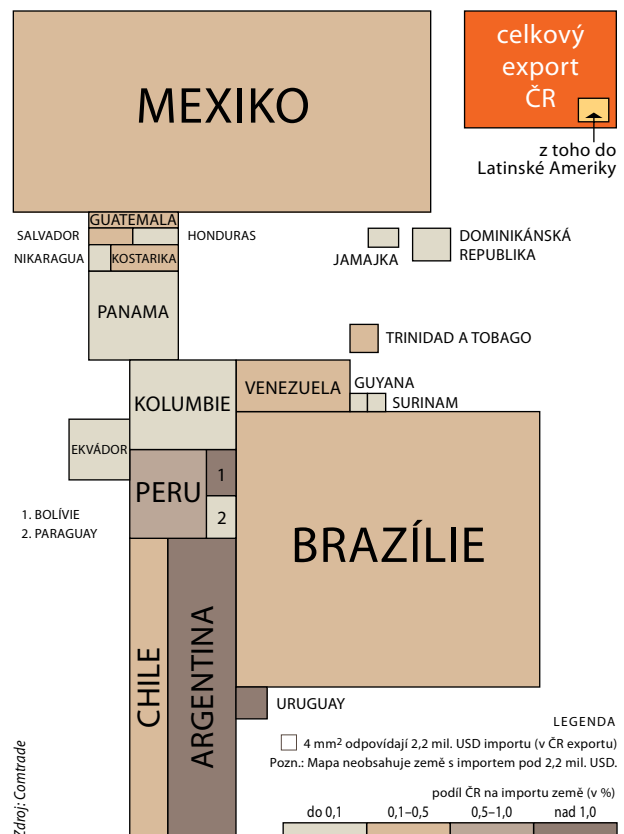 MEXIKO
celkový
export
ČR
z toho do
Latinské Ameriky
GUATEMALA
SALVADOR
HONDURAS
NIKARAGUA
KOSTARIKA
JAMAJKA
DOMINIKÁNSKÁ
REPUBLIKA
PANAMA
TRINIDAD A TOBAGO
KOLUMBIE
VENEZUELA
GUYANA
SURINAM
EKVÁDOR
PERU
1
2
1. BOLÍVIE
2. PARAGUAY
BRAZÍLIE
CHILE
ARGENTINA
URUGUAY
LEGENDA
4 mm² odpovídají 2,2 mil. USD importu (v ČR exportu)
Pozn.: Mapa neobsahuje země s importem pod 2,2 mil. USD.
podíl ČR na importu země (v %)
do 0,1 0,1–0,5 0,5–1,0 nad 1,0
Zdroj: Comtrade